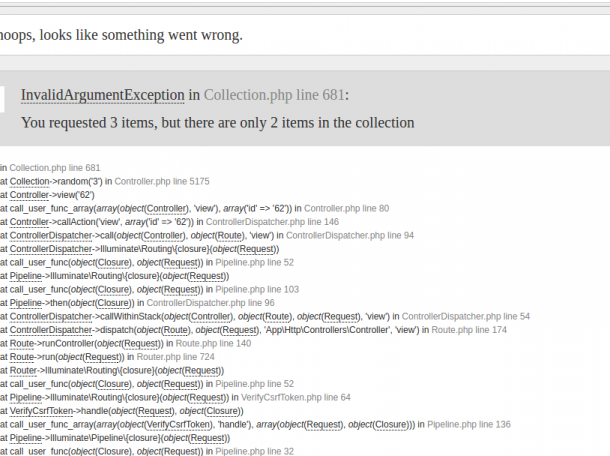 hoops, looks like something went wrong.
InvalidArgumentException in Collection.php line 681:
You requested 3 items, but there are only 2 items in the collection
in Collection.php line 681
at Collection->random('3') in Controller.php line 5175
at Controller->view('62')
at call_user_func_array(array(object(Controller), 'view'), array('id' => '62')) in Controller.php line 80
at Controller->callAction('view', array('id' => '62')) in ControllerDispatcher.php line 146
at ControllerDispatcher->call(object(Controller), object(Route), 'view') in ControllerDispatcher.php line 94
at ControllerDispatcher->Illuminate\Routing\{closure}(object(Request))
at call_user_func(object(Closure), object(Request)) in Pipeline.php line 52
at Pipeline->Illuminate\Routing\{closure}(object(Request))
at call_user_func(object(Closure), object(Request)) in Pipeline.php line 103
at Pipeline->then(object(Closure)) in ControllerDispatcher.php line 96
at ControllerDispatcher->callWithinStack(object(Controller), object(Route), object(Request), 'view') in ControllerDispatcher.php line 54
at ControllerDispatcher->dispatch(object(Route), object(Request), 'App\Http\Controllers\Controller', 'view') in Route.php line 174
at Route->runController(object(Request)) in Route.php line 140
at Route->run(object(Request)) in Router.php line 724
at Router->Illuminate\Routing\{closure}(object(Request))
at call_user_func(object(Closure), object(Request)) in Pipeline.php line 52
at Pipeline->Illuminate\Routing\{closure}(object(Request)) in VerifyCsrfToken.php line 64
at VerifyCsrfToken->handle(object(Request), object(Closure))
at call_user_func_array(array(object(VerifyCsrfToken), 'handle'), array(object(Request), object(Closure))) in Pipeline.php line 136
at Pipeline->Illuminate\Pipeline\{closure}(object(Request))
at call_user_func(object(Closure), object(Request)) in Pipeline.php line 32